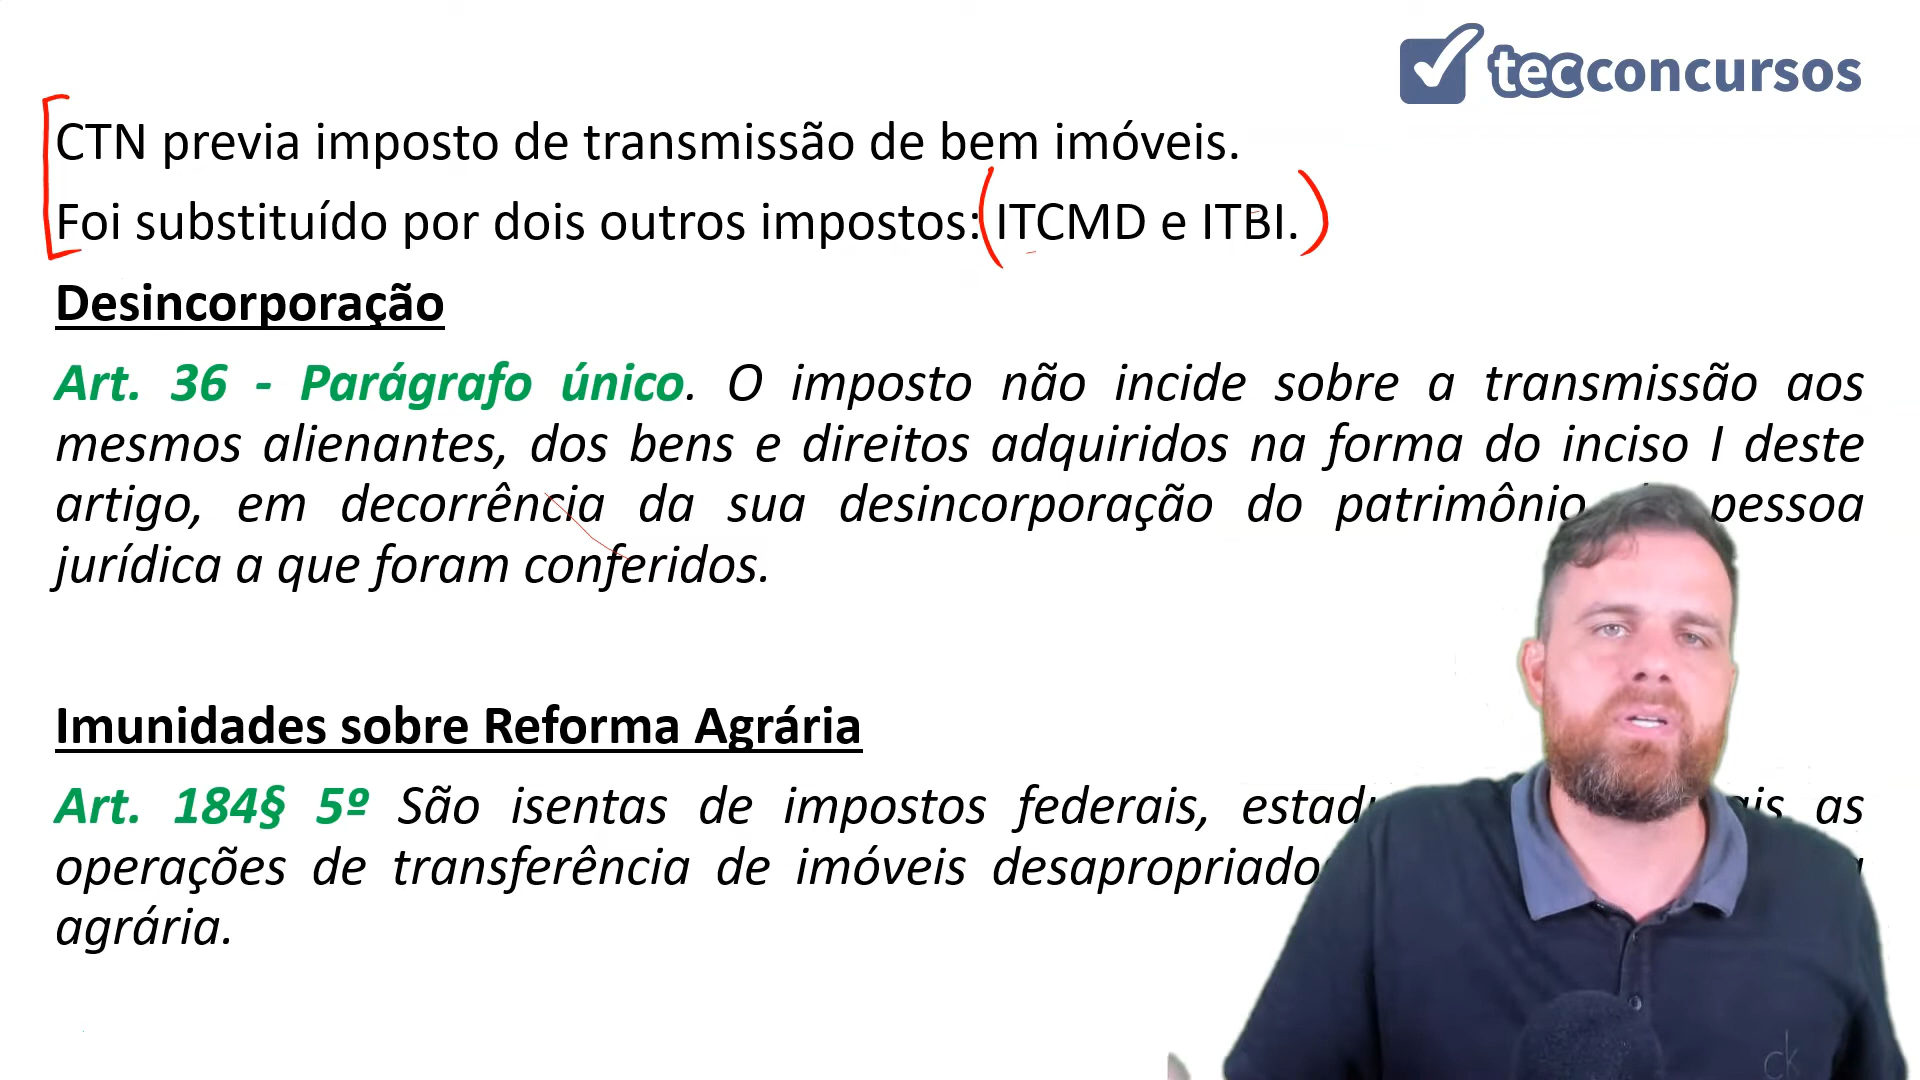 tecconcursos
CTN previa imposto de transmissão de bem imóveis.
Foi substituído por dois outros impostos: ITCMD e ITBI.
Desincorporação
Art. 36 - Parágrafo único. O imposto não incide sobre a transmissão aos
mesmos alienantes, dos bens e direitos adquiridos na forma do inciso I deste
artigo, em decorrência da sua desincorporação do patrimônio pessoa
jurídica a que foram conferidos.
Imunidades sobre Reforma Agrária
Art. 184§ 5º São isentas de impostos federais, as
operações de transferência de imóveis
agrária.
ck